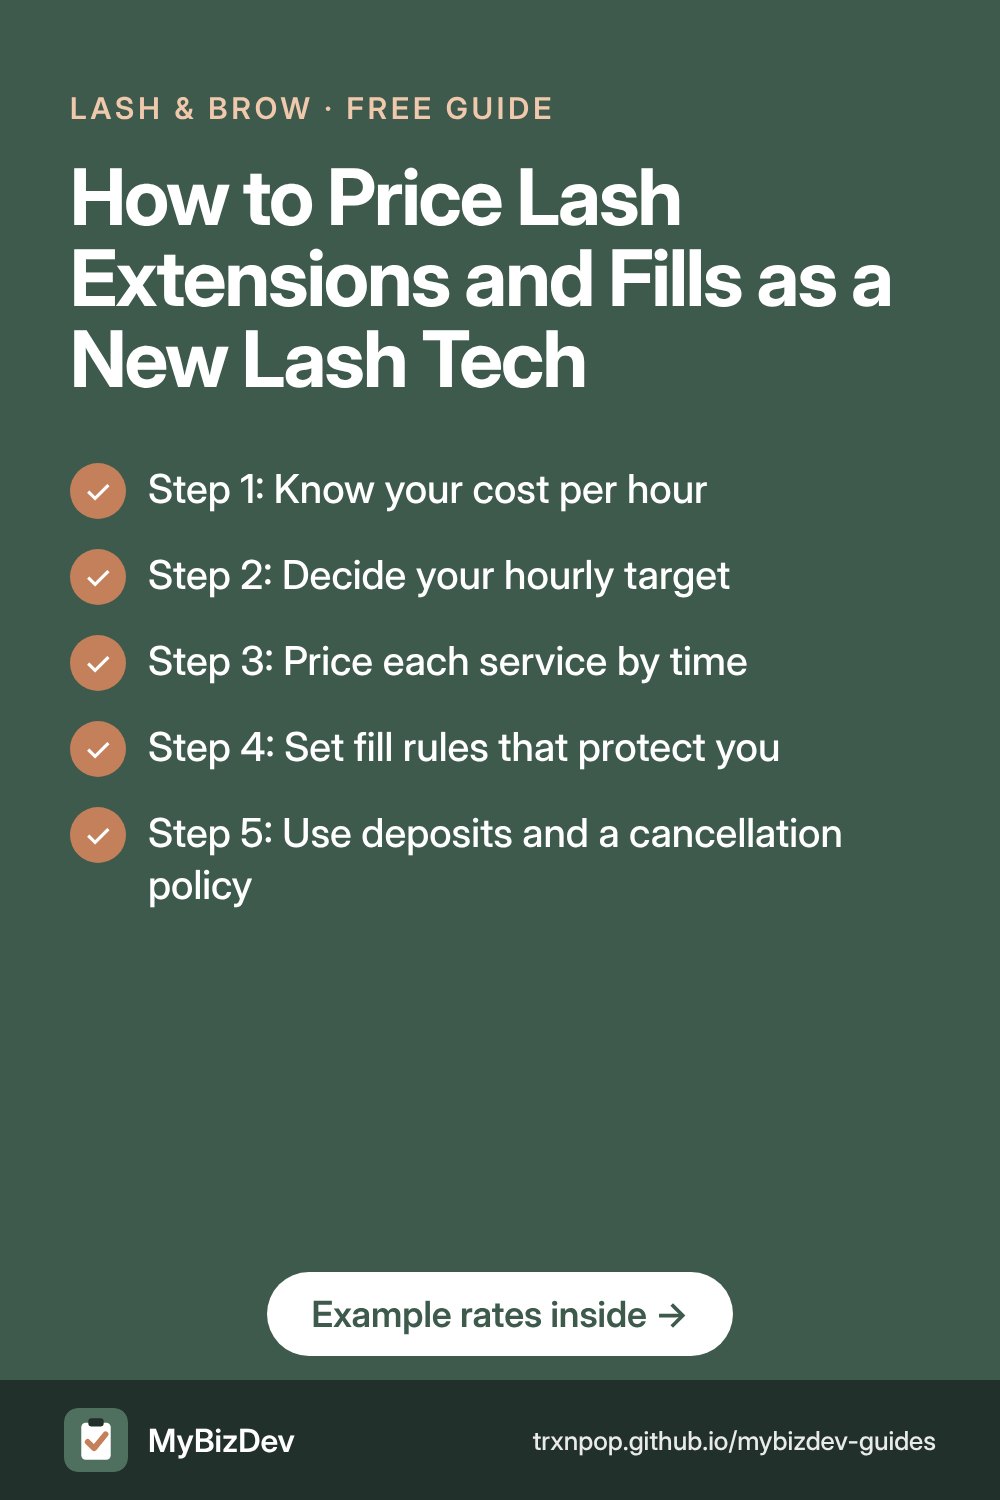 LASH & BROW · FREE GUIDE
How to Price Lash
Extensions and Fills as a
New Lash Tech
Step 1: Know your cost per hour
Step 2: Decide your hourly target
Step 3: Price each service by time
Step 4: Set fill rules that protect you
Step 5: Use deposits and a cancellation
policy
Example rates inside →
MyBizDev
trxnpop.github.io/mybizdev-guides